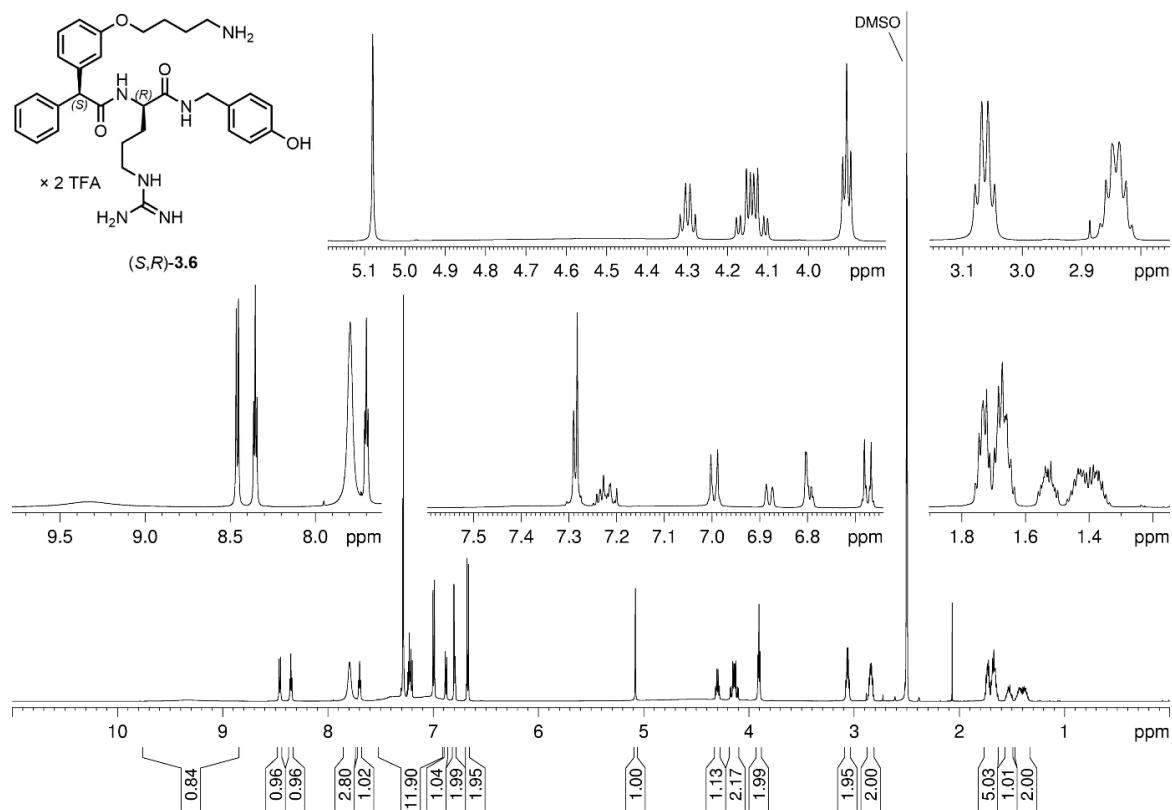 O
NH₂
O
H
N
(R)
N
H
(S)
O
OH
× 2 TFA
NH
H₂N
NH
(S,R)-3.6
DMSO
5.1 5.0 4.9 4.8 4.7 4.6 4.5 4.4 4.3 4.2 4.1 4.0 ppm
3.1 3.0 2.9 ppm
9.5 9.0 8.5 8.0 ppm
7.5 7.4 7.3 7.2 7.1 7.0 6.9 6.8 ppm
1.8 1.6 1.4 ppm
10 9 8 7 6 5 4 3 2 1 ppm
0.84 0.96 0.96 2.80 1.02 11.90 1.04 1.99 1.95 1.00 1.13 2.17 1.99 1.95 2.00 5.03 1.01 2.00